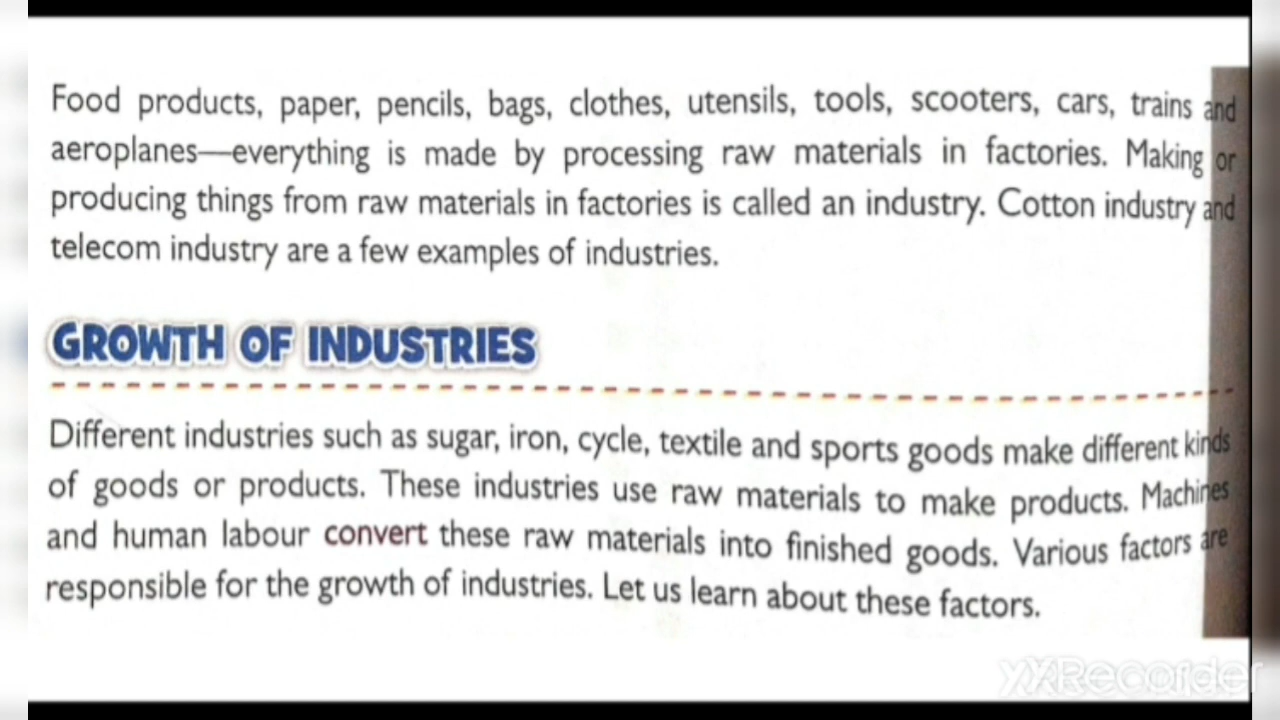 Food products, paper, pencils, bags, clothes, utensils, tools, scooters, cars, trains and
aeroplanes—everything is made by processing raw materials in factories. Making or
producing things from raw materials in factories is called an industry. Cotton industry and
telecom industry are a few examples of industries.
GROWTH OF INDUSTRIES
Different industries such as sugar, iron, cycle, textile and sports goods make different kinds
of goods or products. These industries use raw materials to make products. Machines
and human labour convert these raw materials into finished goods. Various factors are
responsible for the growth of industries. Let us learn about these factors.
XXRecorder